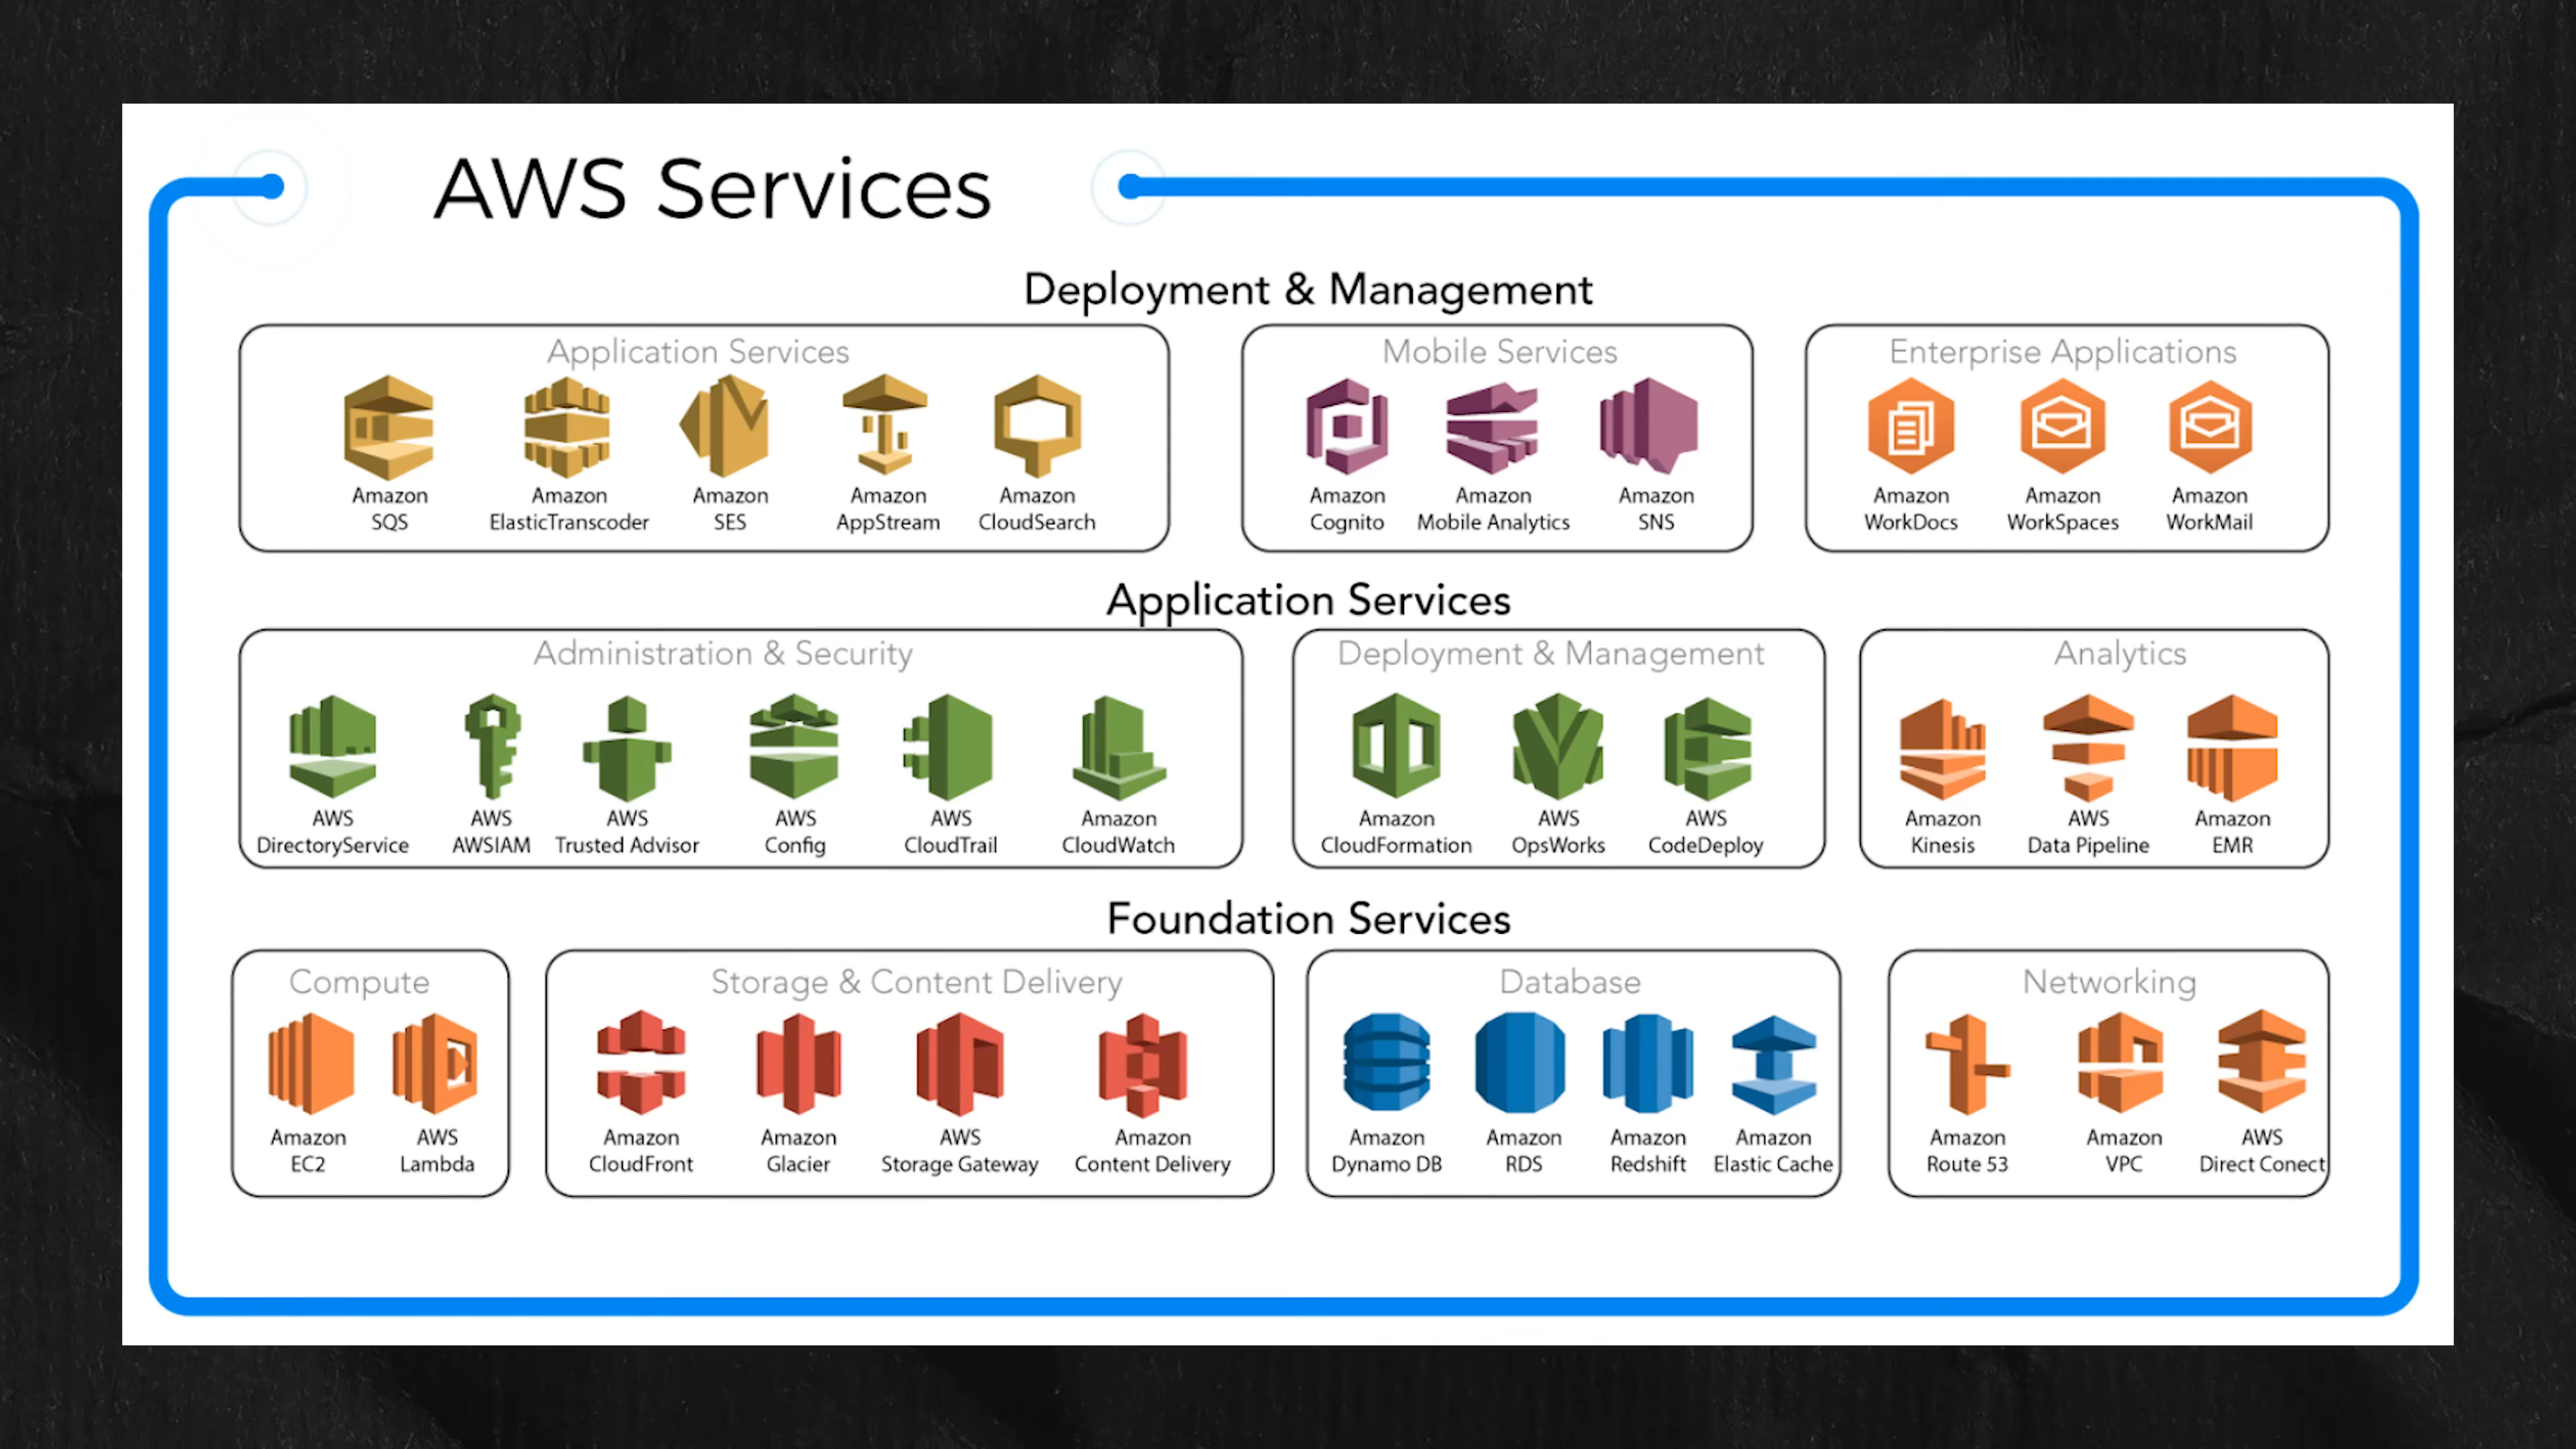 AWS Services
Deployment & Management
Application Services
Amazon SQS
Amazon ElasticTranscoder
Amazon SES
Amazon AppStream
Amazon CloudSearch
Mobile Services
Amazon Cognito
Amazon Mobile Analytics
Amazon SNS
Enterprise Applications
Amazon WorkDocs
Amazon WorkSpaces
Amazon WorkMail
Application Services
Administration & Security
AWS DirectoryService
AWS AWSIAM
AWS Trusted Advisor
AWS Config
AWS CloudTrail
Amazon CloudWatch
Deployment & Management
Amazon CloudFormation
AWS OpsWorks
AWS CodeDeploy
Analytics
Amazon Kinesis
AWS Data Pipeline
Amazon EMR
Foundation Services
Compute
Amazon EC2
AWS Lambda
Storage & Content Delivery
Amazon CloudFront
Amazon Glacier
AWS Storage Gateway
Amazon Content Delivery
Database
Amazon Dynamo DB
Amazon RDS
Amazon Redshift
Amazon Elastic Cache
Networking
Amazon Route 53
Amazon VPC
AWS Direct Conect